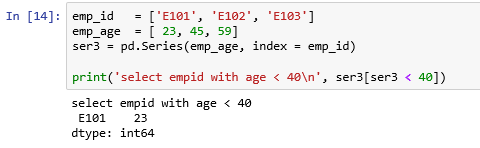 In [14]: emp_id   = ['E101', 'E102', 'E103']
emp_age  = [ 23, 45, 59]
ser3 = pd.Series(emp_age, index = emp_id)

print('select empid with age < 40\n', ser3[ser3 < 40])
select empid with age < 40
 E101    23
dtype: int64